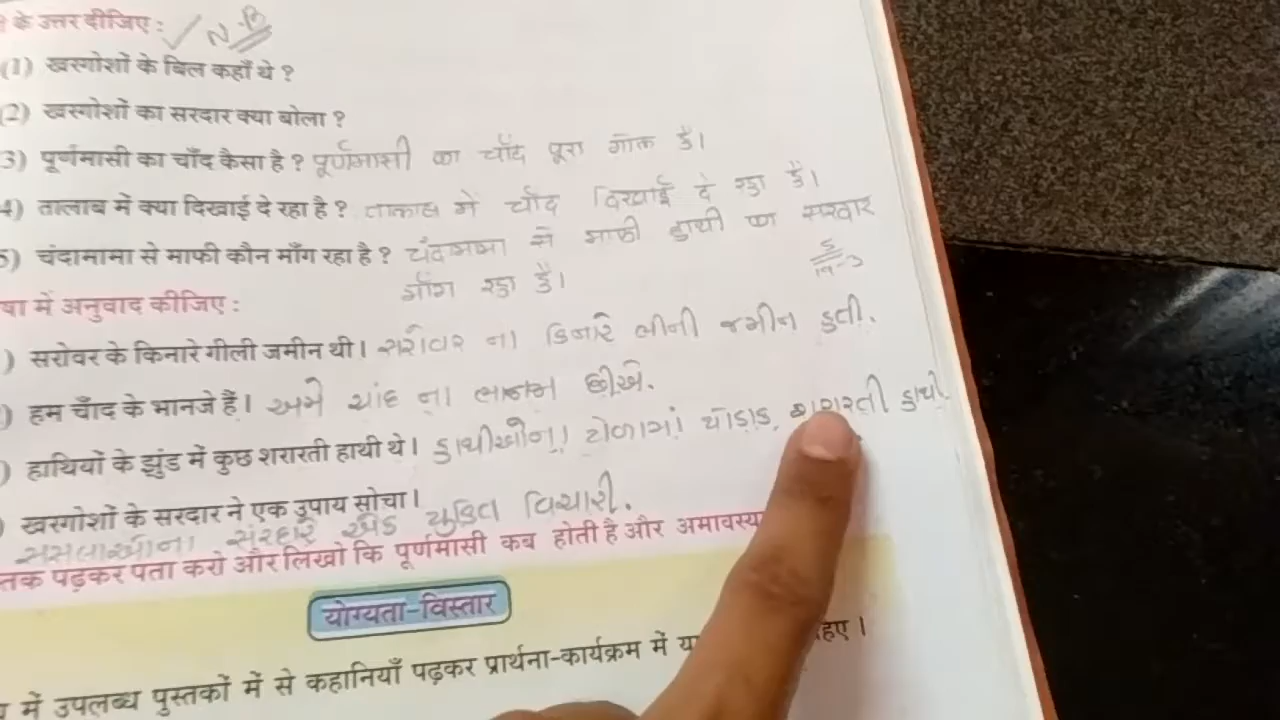 के उत्तर दीजिए : N-B
(1) खरगोशों के बिल कहाँ थे ?
(2) खरगोशों का सरदार क्या बोला ?
3) पूर्णमासी का चाँद कैसा है ? पूर्णमासी का चाँद पूरा गोल है।
4) तालाब में क्या दिखाई दे रहा है ? तालाब में चाँद दिखाई दे रहा है।
5) चंदामामा से माफी कौन माँग रहा है ? चंदामामा से माफी हाथी का सरदार
माँग रहा है।
षा में अनुवाद कीजिए :
) सरोवर के किनारे गीली जमीन थी। સરોવર ના કિનારે ભીની જમીન હતી.
) हम चाँद के भानजे हैं। અમે ચાંદ ના ભાણજા છીએ.
) हाथियों के झुंड में कुछ शरारती हाथी थे। હાથીઓના ટોળામાં થોડાક શરારતી હાથી
) खरगोशों के सरदार ने एक उपाय सोचा।
સસલાઓના સરદારે એક યુક્તિ વિચારી.
स्तक पढ़कर पता करो और लिखो कि पूर्णमासी कब होती है और अमावस्य
योग्यता-विस्तार
में उपलब्ध पुस्तकों में से कहानियाँ पढ़कर प्रार्थना-कार्यक्रम में या हिए।